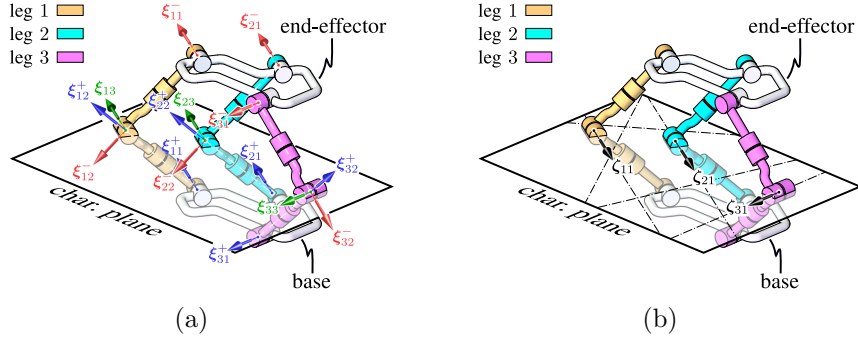 leg 1
leg 2
leg 3
end-effector
ξ₁₁⁻
ξ₂₁⁻
ξ₁₃
ξ₁₂⁺
ξ₂₃
ξ₂₂⁺
ξ₃₁⁻
ξ₁₁⁺
ξ₂₁⁺
ξ₃₂⁺
ξ₁₂⁻
ξ₂₂⁻
ξ₃₃
ξ₃₁⁺
ξ₃₂⁻
char. plane
base
(a)
leg 1
leg 2
leg 3
end-effector
ζ₁₁
ζ₂₁
ζ₃₁
char. plane
base
(b)